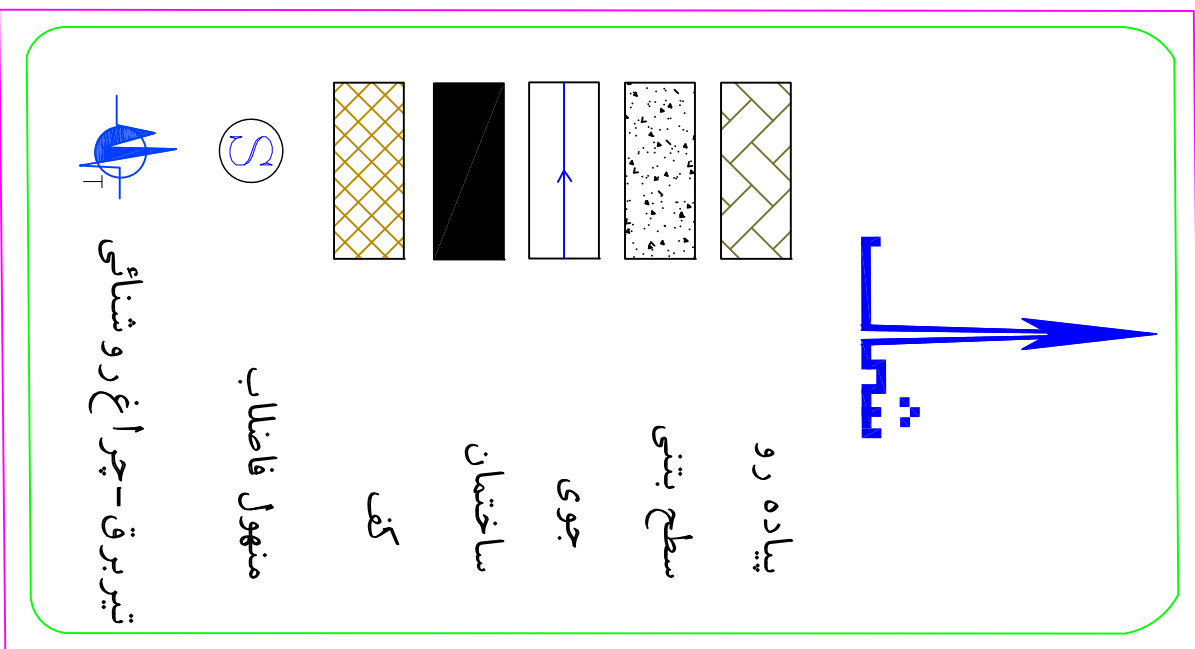 شمال
پیاده رو
سطح بتنی
جوی
ساختمان
کف
منهول فاضلاب
S
تیر برق-چراغ روشنائی
T